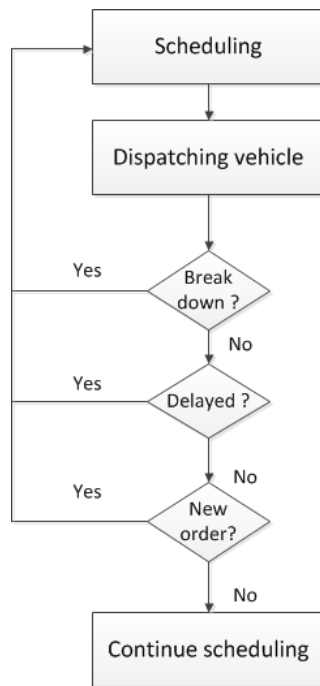 Scheduling
Dispatching vehicle
Yes
Break
down ?
No
Yes
Delayed ?
No
Yes
New
order?
No
Continue scheduling